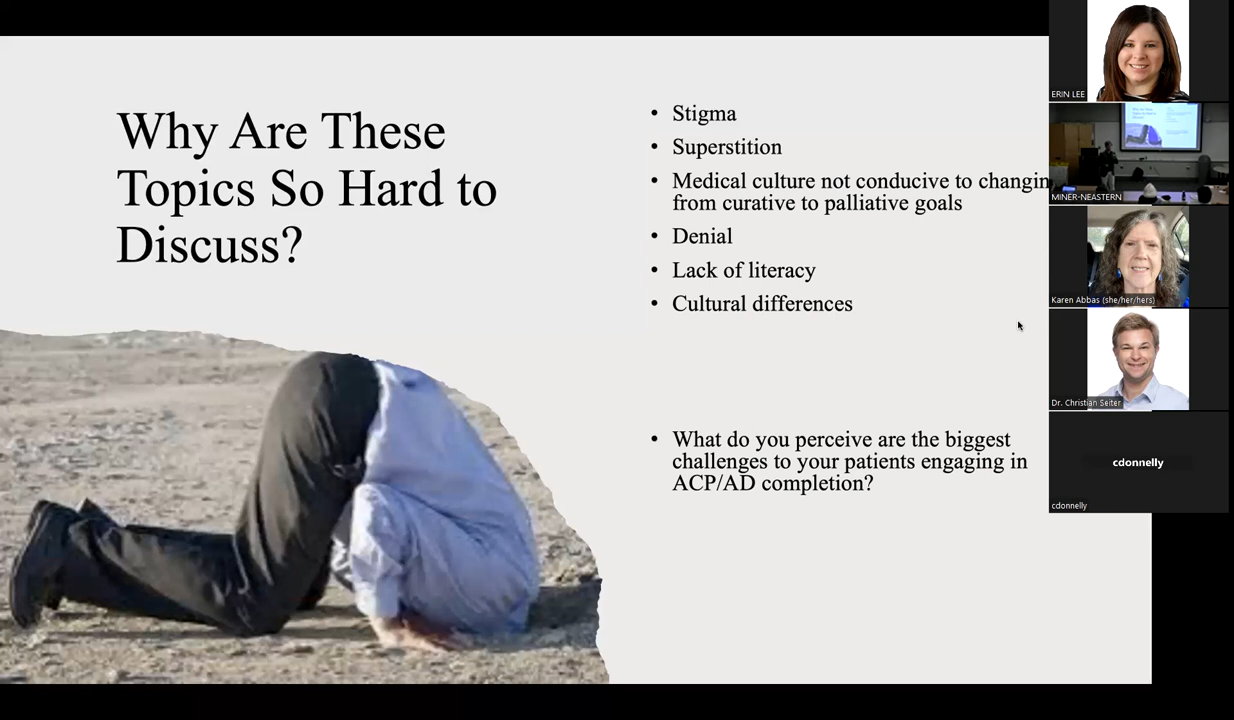 Why Are These
Topics So Hard to
Discuss?
• Stigma
• Superstition
• Medical culture not conducive to changin
from curative to palliative goals
• Denial
• Lack of literacy
• Cultural differences
• What do you perceive are the biggest
challenges to your patients engaging in
ACP/AD completion?
ERIN LEE
MINER-NEASTERN
Karen Abbas (she/her/hers)
Dr. Christian Seiter
cdonnelly
cdonnelly